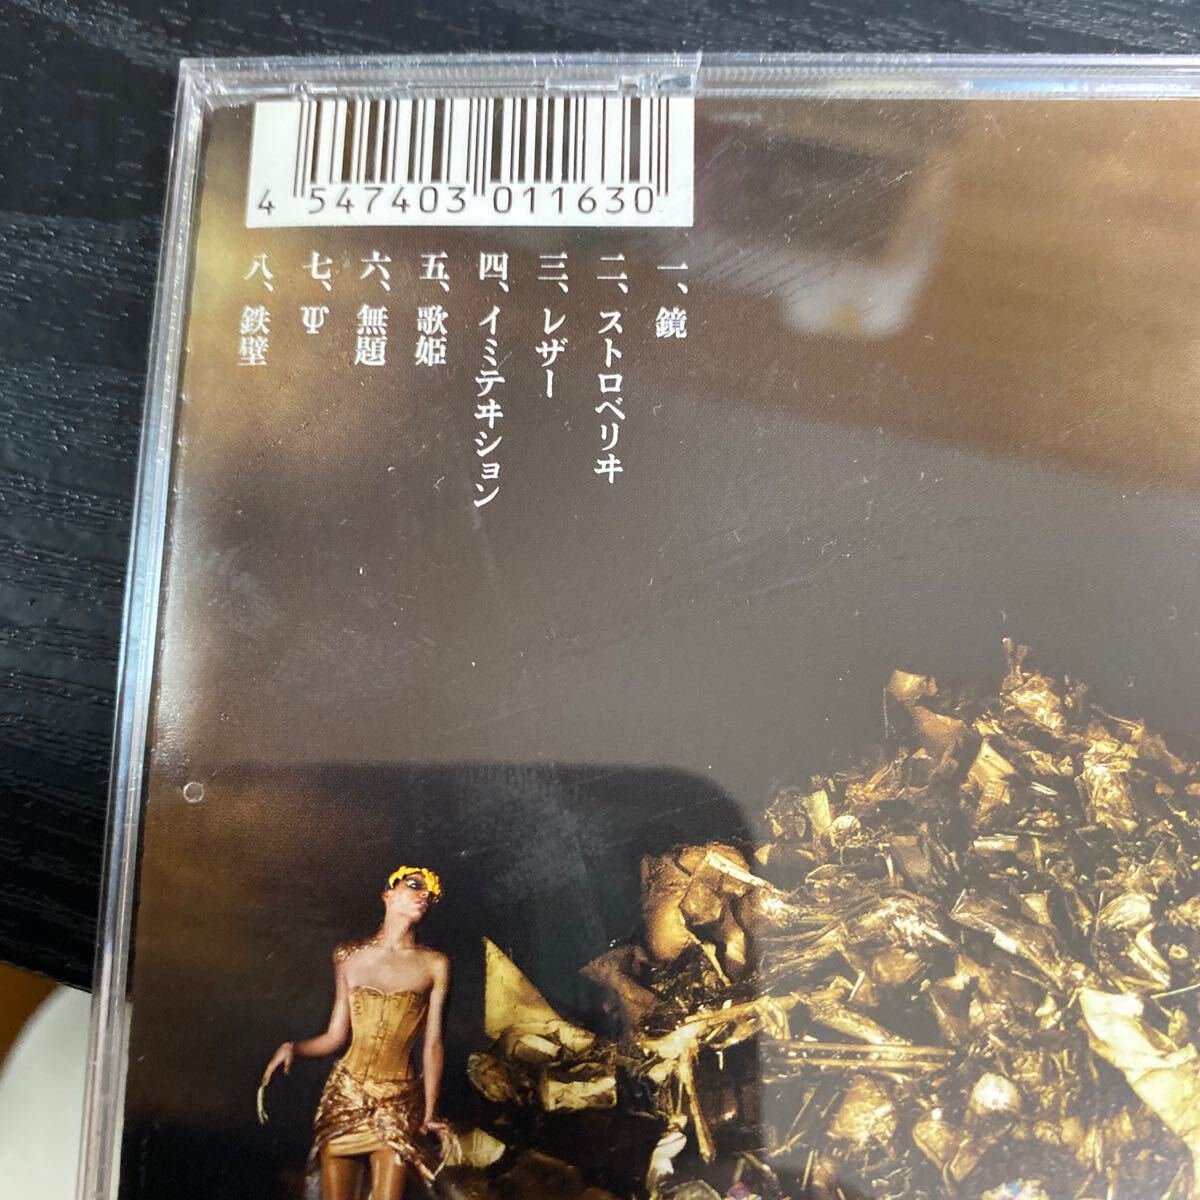 4 547403 011630
一、鏡
二、ストロベリヰ
三、レザー
四、イミテヰション
五、歌姫
六、無題
七、Ψ
八、鉄壁